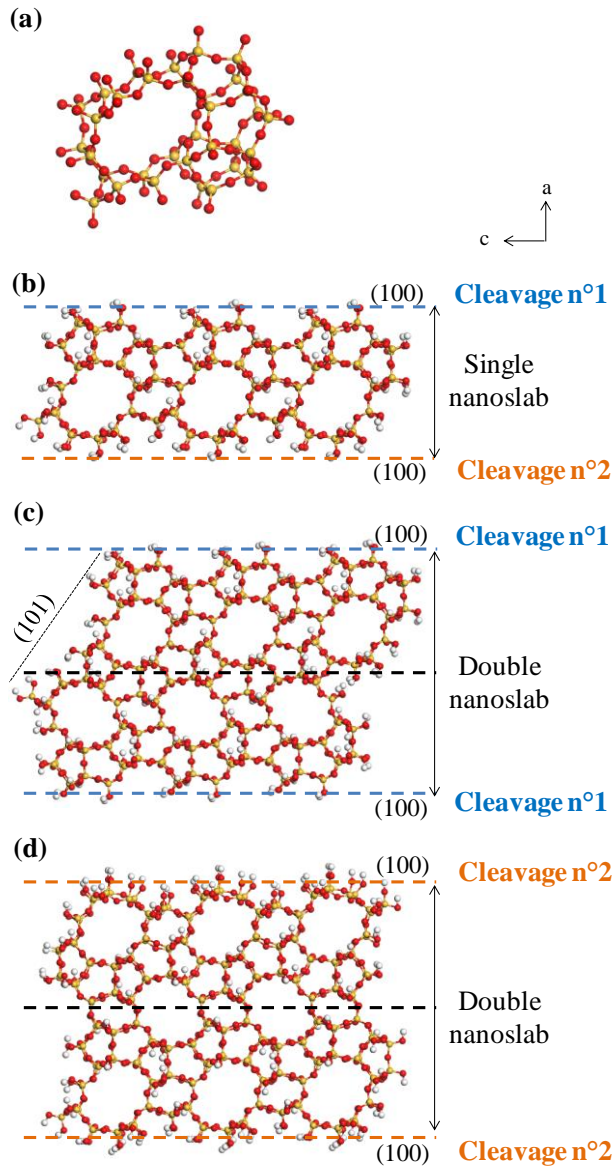 (a)
a
c
(b)
(100)
Cleavage n°1
Single
nanoslab
(100)
Cleavage n°2
(c)
(100)
Cleavage n°1
(101)
Double
nanoslab
(100)
Cleavage n°1
(d)
(100)
Cleavage n°2
Double
nanoslab
(100)
Cleavage n°2